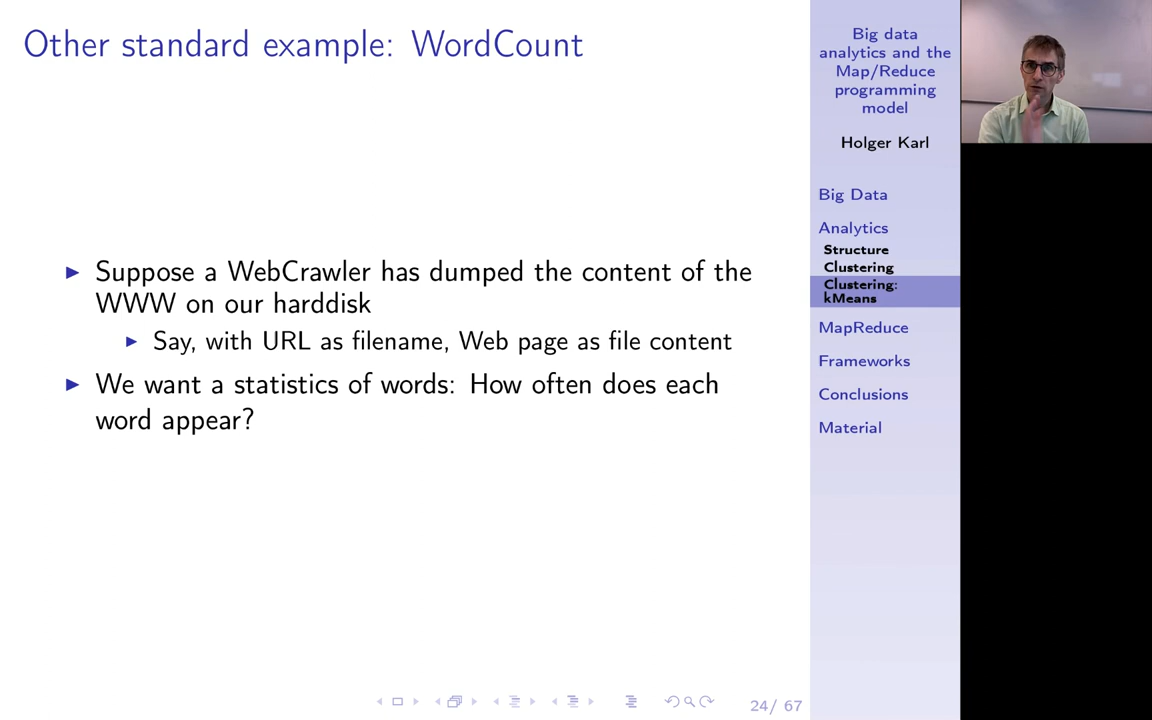 Other standard example: WordCount
Suppose a WebCrawler has dumped the content of the
WWW on our harddisk
Say, with URL as filename, Web page as file content
We want a statistics of words: How often does each
word appear?
24/ 67
Big data
analytics and the
Map/Reduce
programming
model
Holger Karl
Big Data
Analytics
Structure
Clustering
Clustering:
kMeans
MapReduce
Frameworks
Conclusions
Material